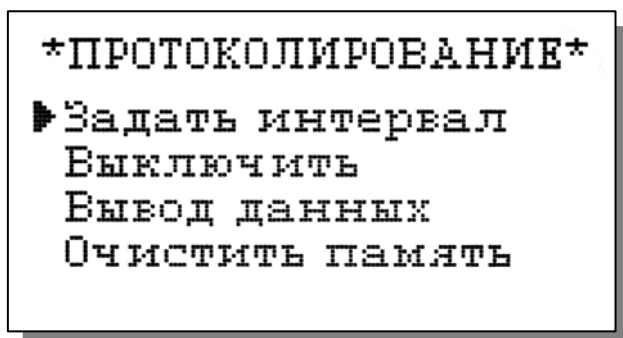 *ПРОТОКОЛИРОВАНИЕ*
Задать интервал
Выключить
Вывод данных
Очистить память